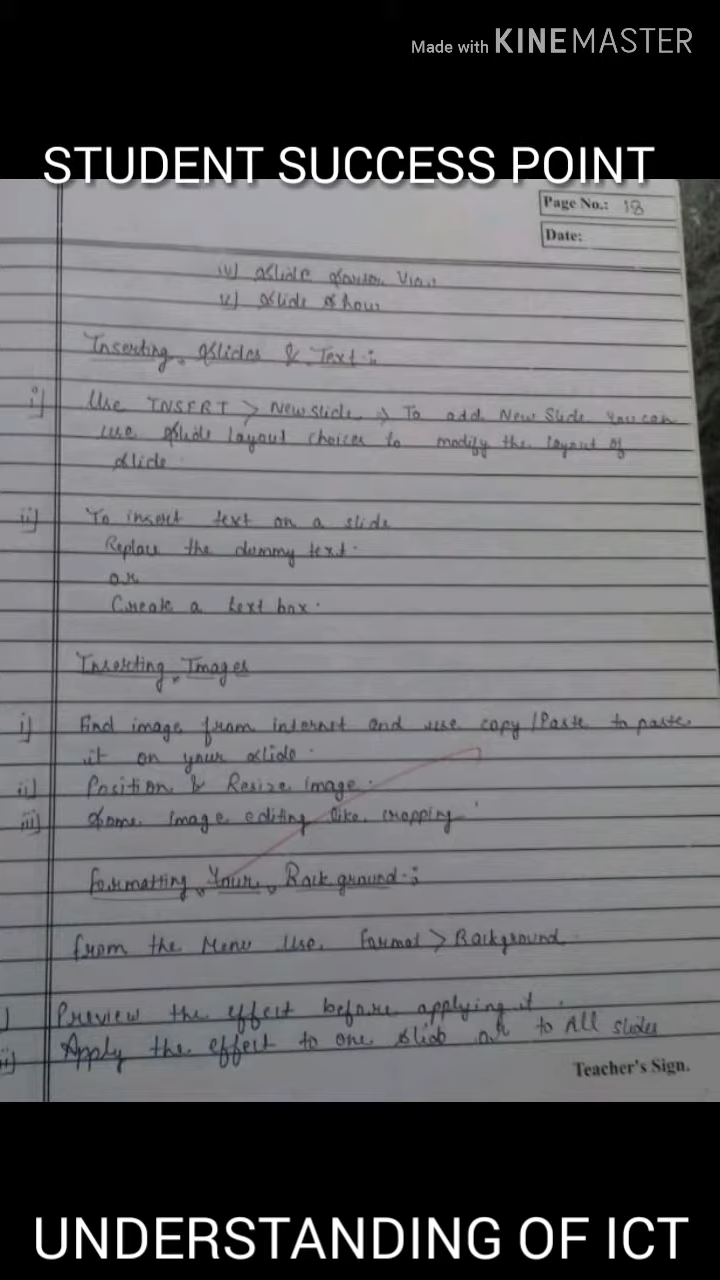 Made with KINEMASTER
STUDENT SUCCESS POINT
Page No.: 18
Date:
iv) Slide Sorter View
v) Slide Show
Inserting Slides & Text :
i) Use INSERT > New Slide → To add New Slide You can
use slide layout choices to modify the layout of
slide
ii) To insert text on a slide
Replace the dummy text.
or
Create a text box.
Inserting Images
i) Find image from internet and use copy/Paste to paste
it on your slide.
ii) Position & Resize image.
iii) Some image editing like cropping
Formatting Your Background :
from the Menu Use Format > Background
) Preview the effect before applying it.
ii) Apply the effect to one slide or to All slides
Teacher's Sign.
UNDERSTANDING OF ICT